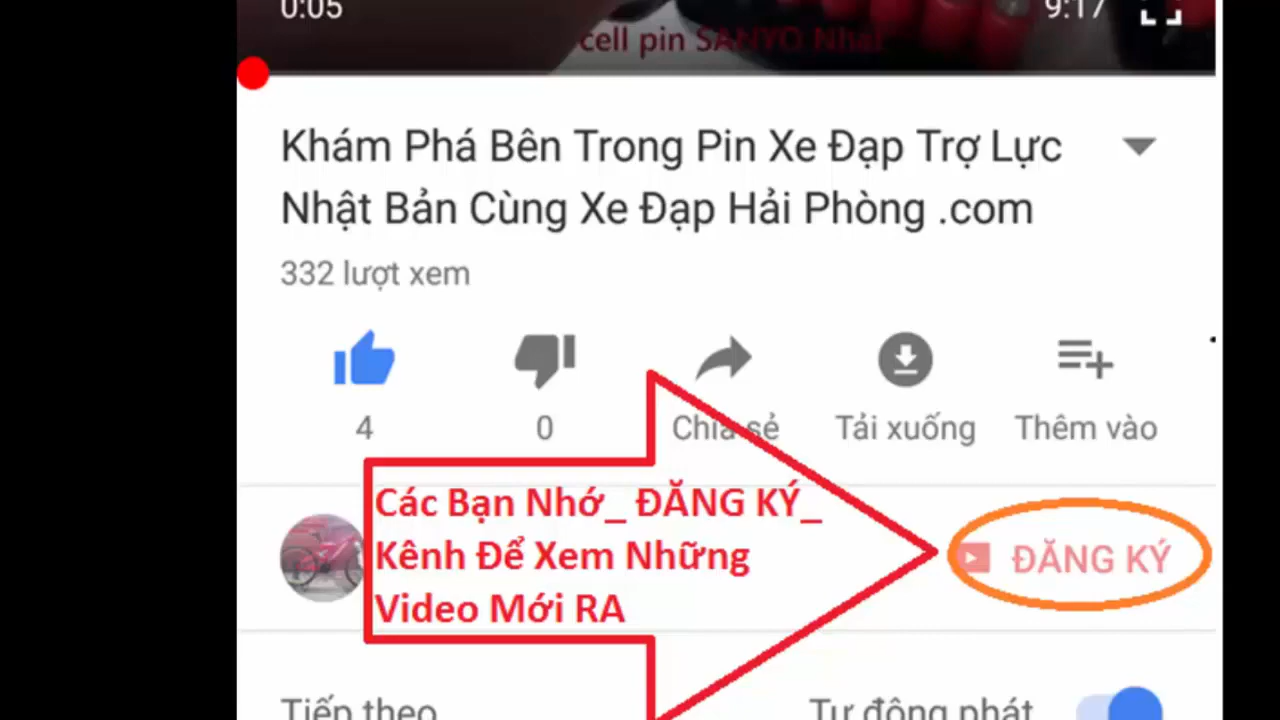 0:05
9:17
cell pin SANYO Nhật
Khám Phá Bên Trong Pin Xe Đạp Trợ Lực
Nhật Bản Cùng Xe Đạp Hải Phòng .com
332 lượt xem
4
0
Chia sẻ
Tải xuống
Thêm vào
Các Bạn Nhớ_ ĐĂNG KÝ_
Kênh Để Xem Những
Video Mới RA
ĐĂNG KÝ
Tiếp theo
Tự động phát